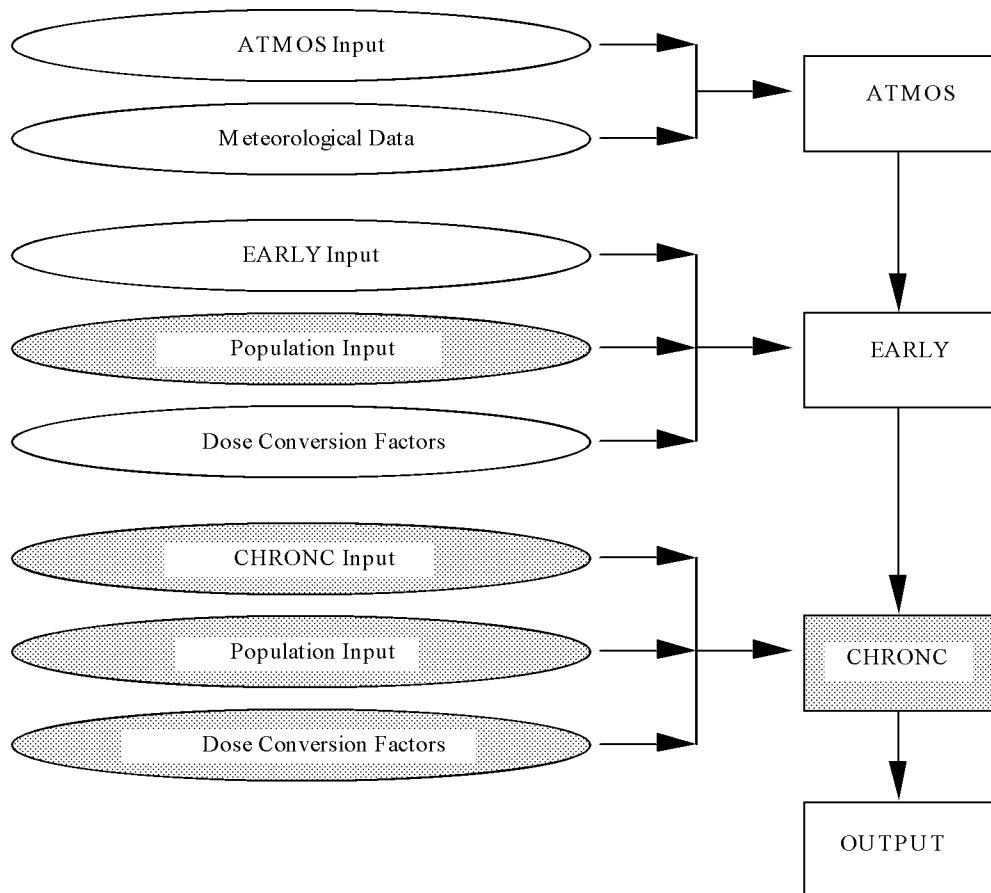 ATMOS Input
Meteorological Data
ATMOS
EARLY Input
Population Input
Dose Conversion Factors
EARLY
CHRONC Input
Population Input
Dose Conversion Factors
CHRONC
OUTPUT